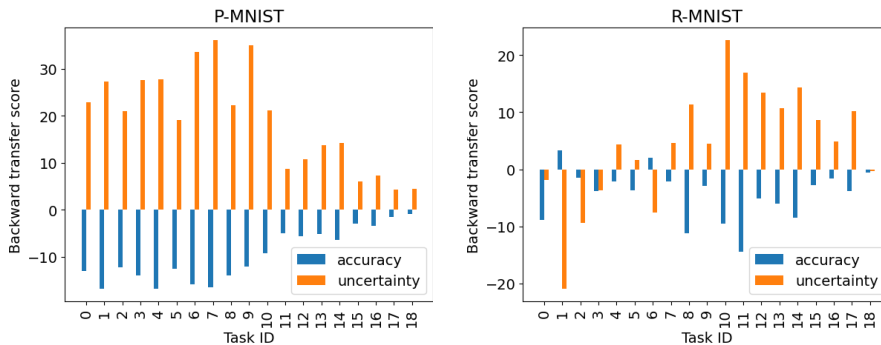 P-MNIST
Backward transfer score
30
20
10
0
−10
accuracy
uncertainty
0 1 2 3 4 5 6 7 8 9 10 11 12 13 14 15 16 17 18
Task ID
R-MNIST
Backward transfer score
20
10
0
−10
−20
accuracy
uncertainty
0 1 2 3 4 5 6 7 8 9 10 11 12 13 14 15 16 17 18
Task ID